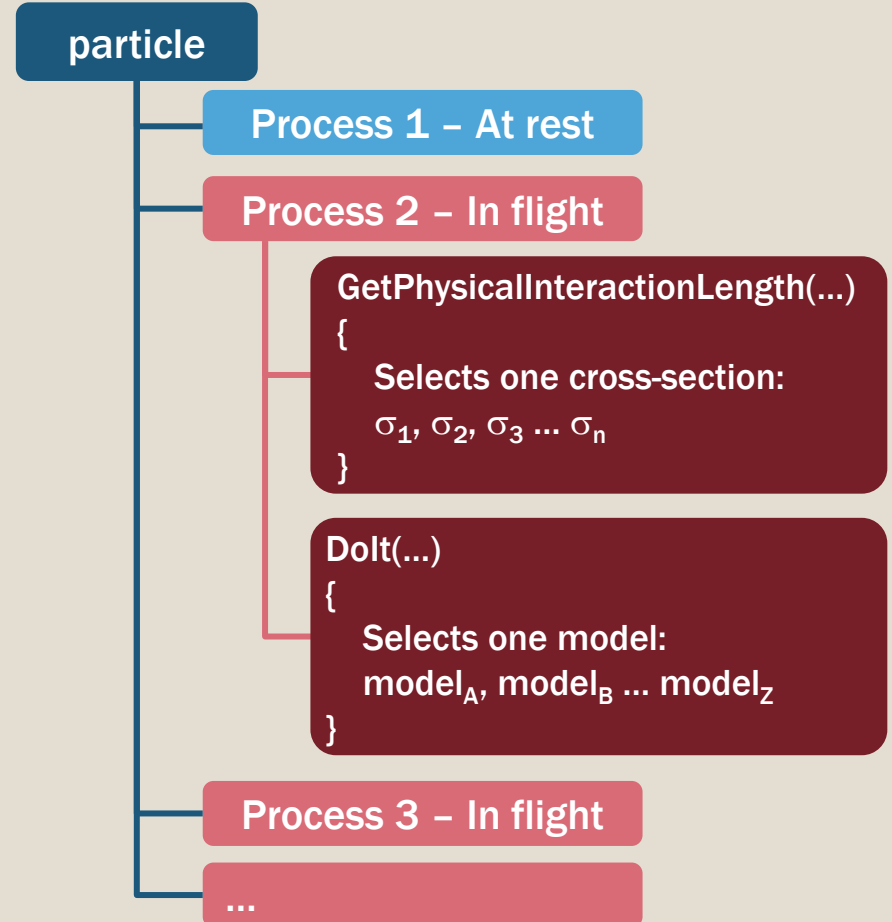 particle
Process 1 – At rest
Process 2 – In flight
GetPhysicalInteractionLength(...)
{
Selects one cross-section:
σ1, σ2, σ3 ... σn
}
DoIt(...)
{
Selects one model:
modelA, modelB ... modelZ
}
Process 3 – In flight
...